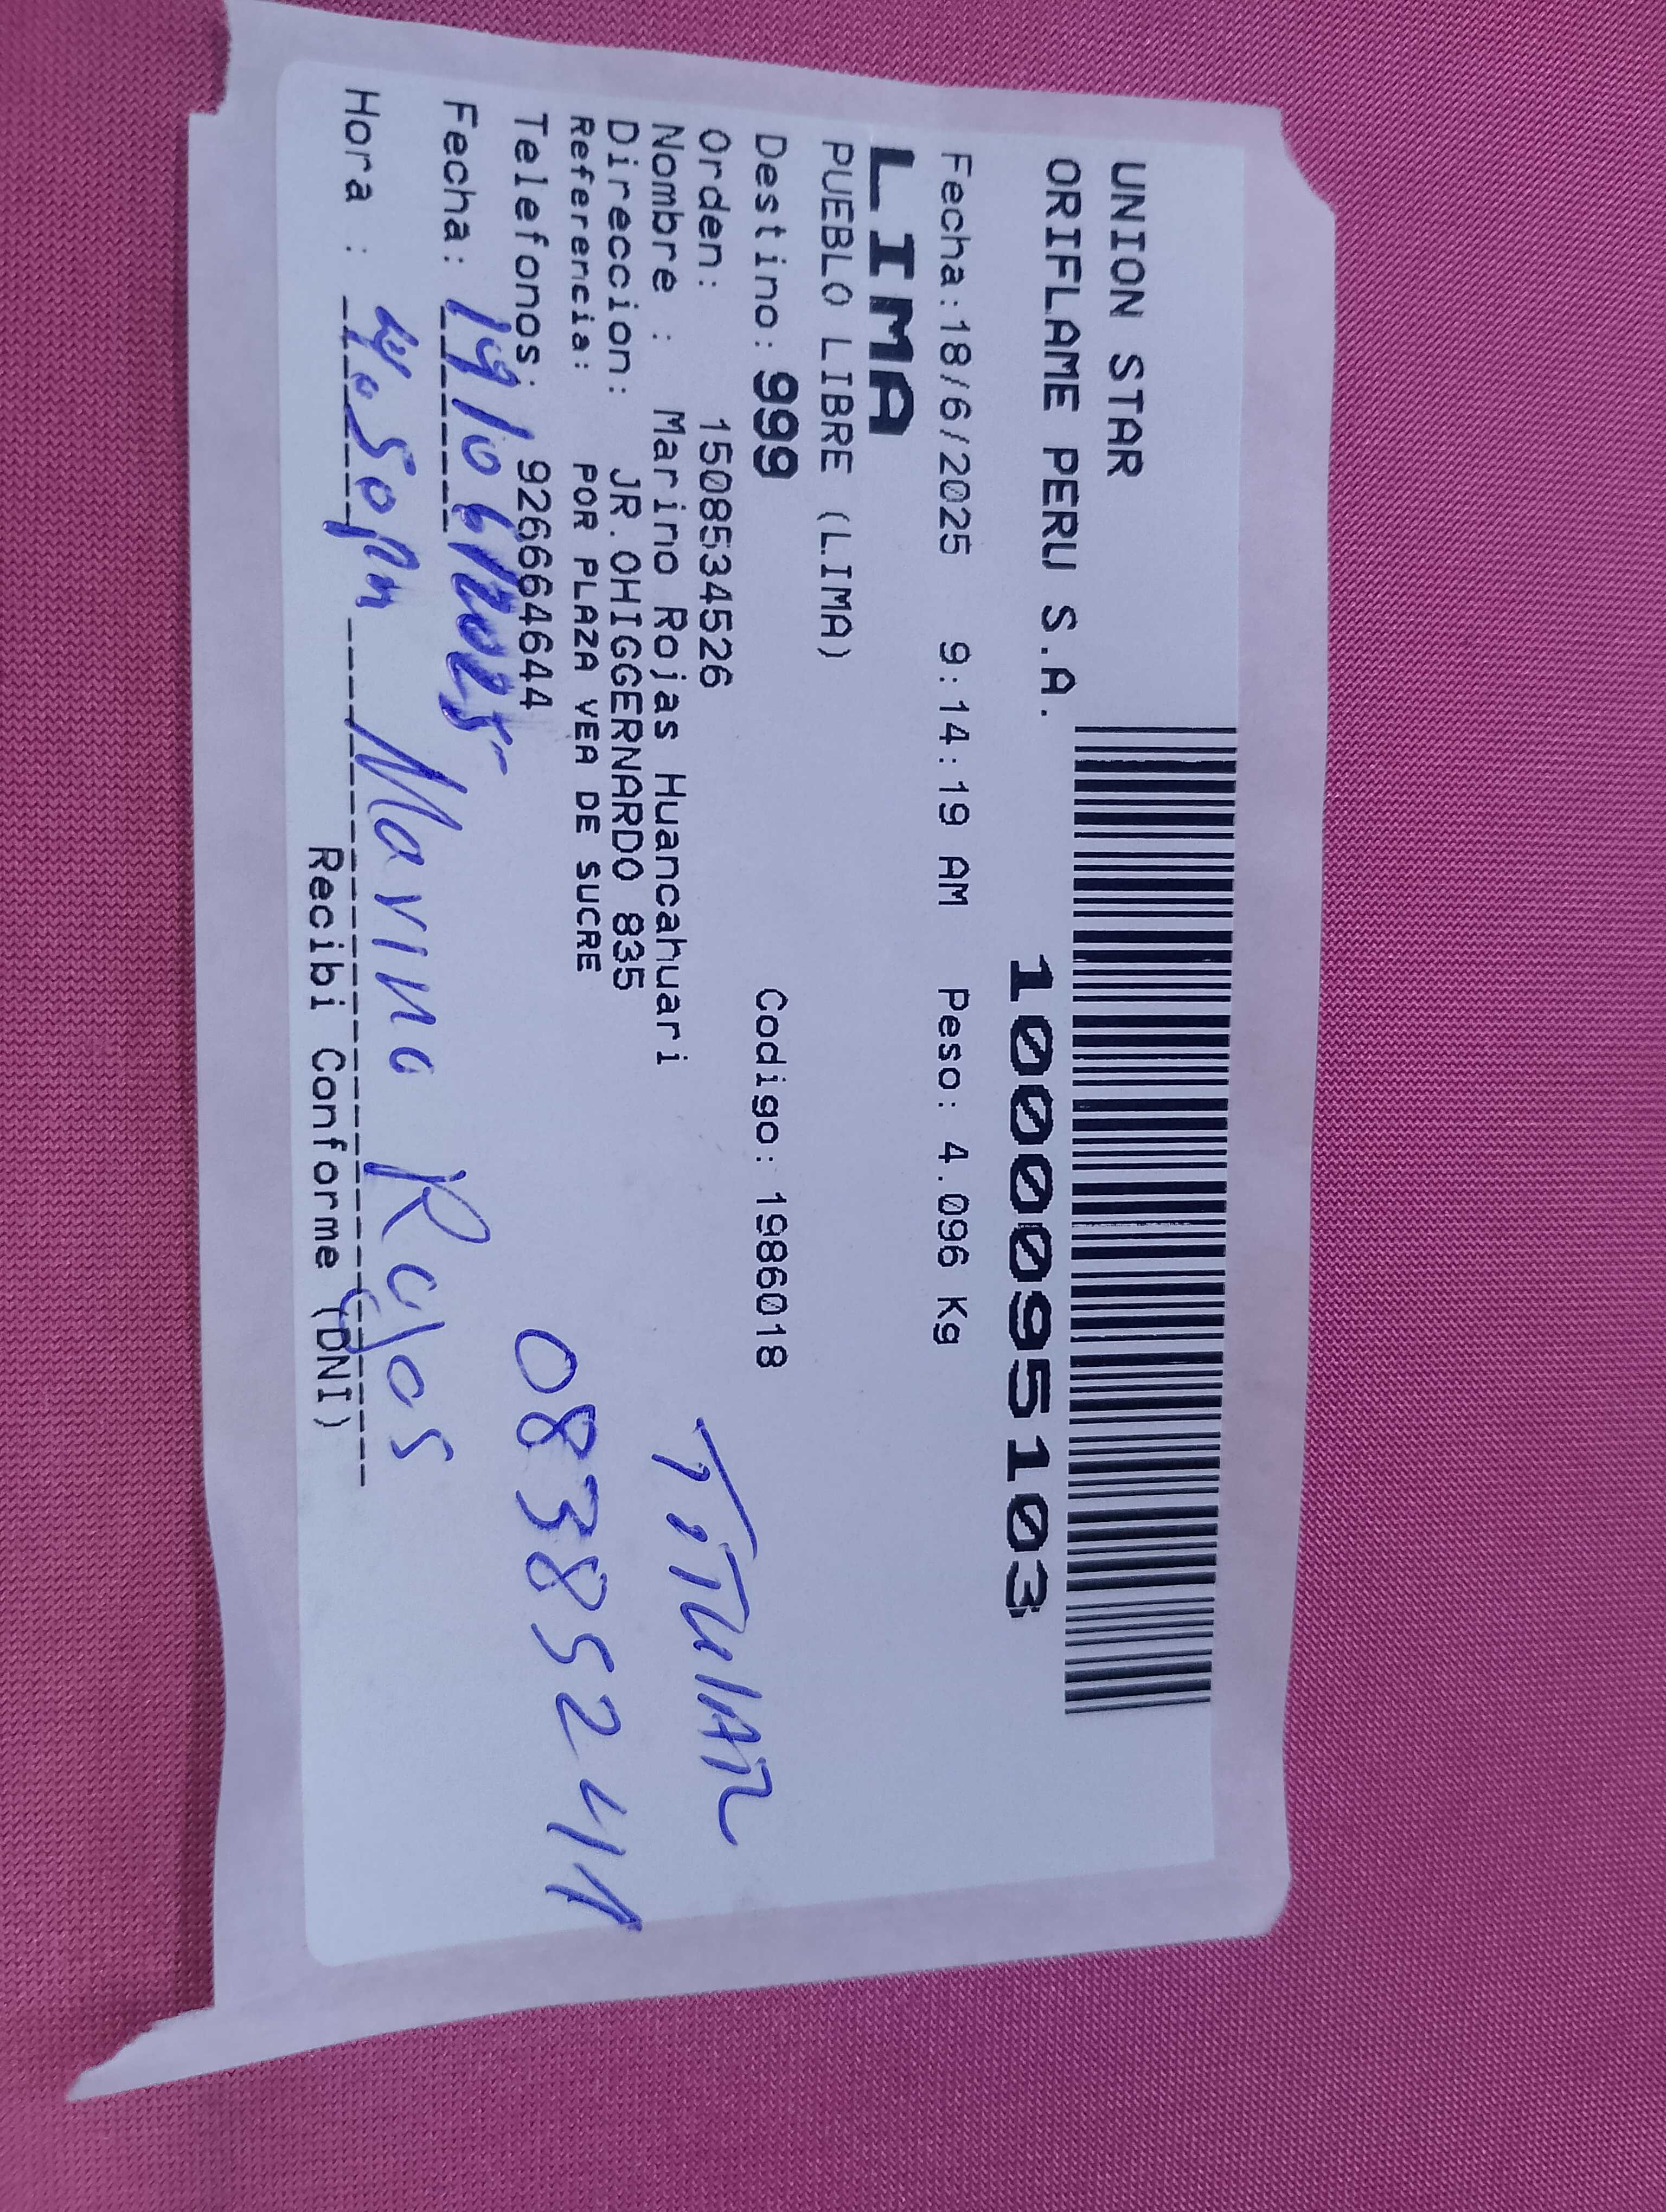 UNION STAR
ORIFLAME PERU S.A.
10000095103
Fecha:18/6/2025 9:14:19 AM Peso: 4.096 Kg
LIMA
PUEBLO LIBRE (LIMA)
Destino: 999 Codigo: 1986018
Orden: 1508534526
Nombre : Marino Rojas Huancahuari
Direccion: JR.OHIGGERNARDO 835
Referencia: POR PLAZA VEA DE SUCRE
Telefonos: 926664644
TiTulAR
Fecha: 19/06/2025
08385241
Hora : 4.50pm Marino Rojas
Recibi Conforme (DNI)